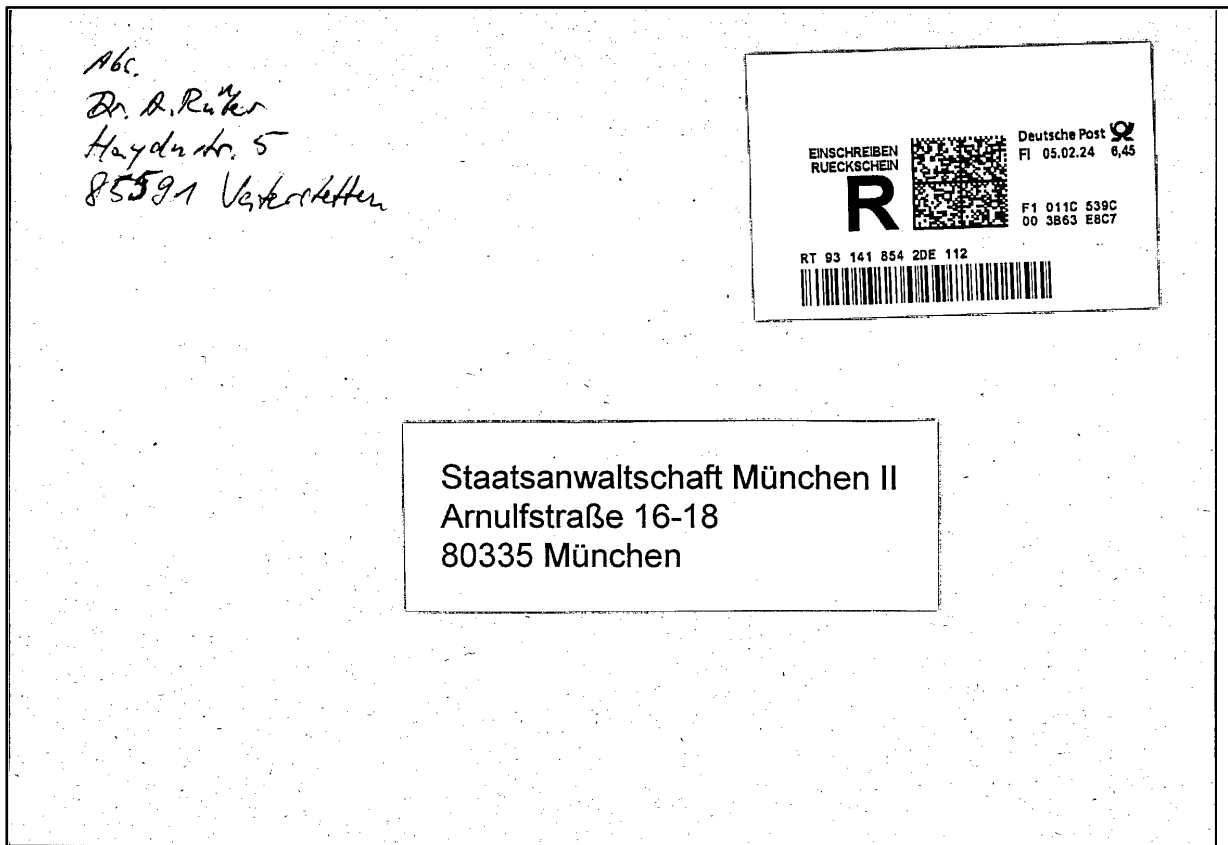 Abs.
Dr. A. Rüter
Haydnstr. 5
85591 Vaterstetten
EINSCHREIBEN
RUECKSCHEIN
R
Deutsche Post
FI 05.02.24 6,45
F1 011C 539C
00 3B63 E8C7
RT 93 141 854 2DE 112
Staatsanwaltschaft München II
Arnulfstraße 16-18
80335 München